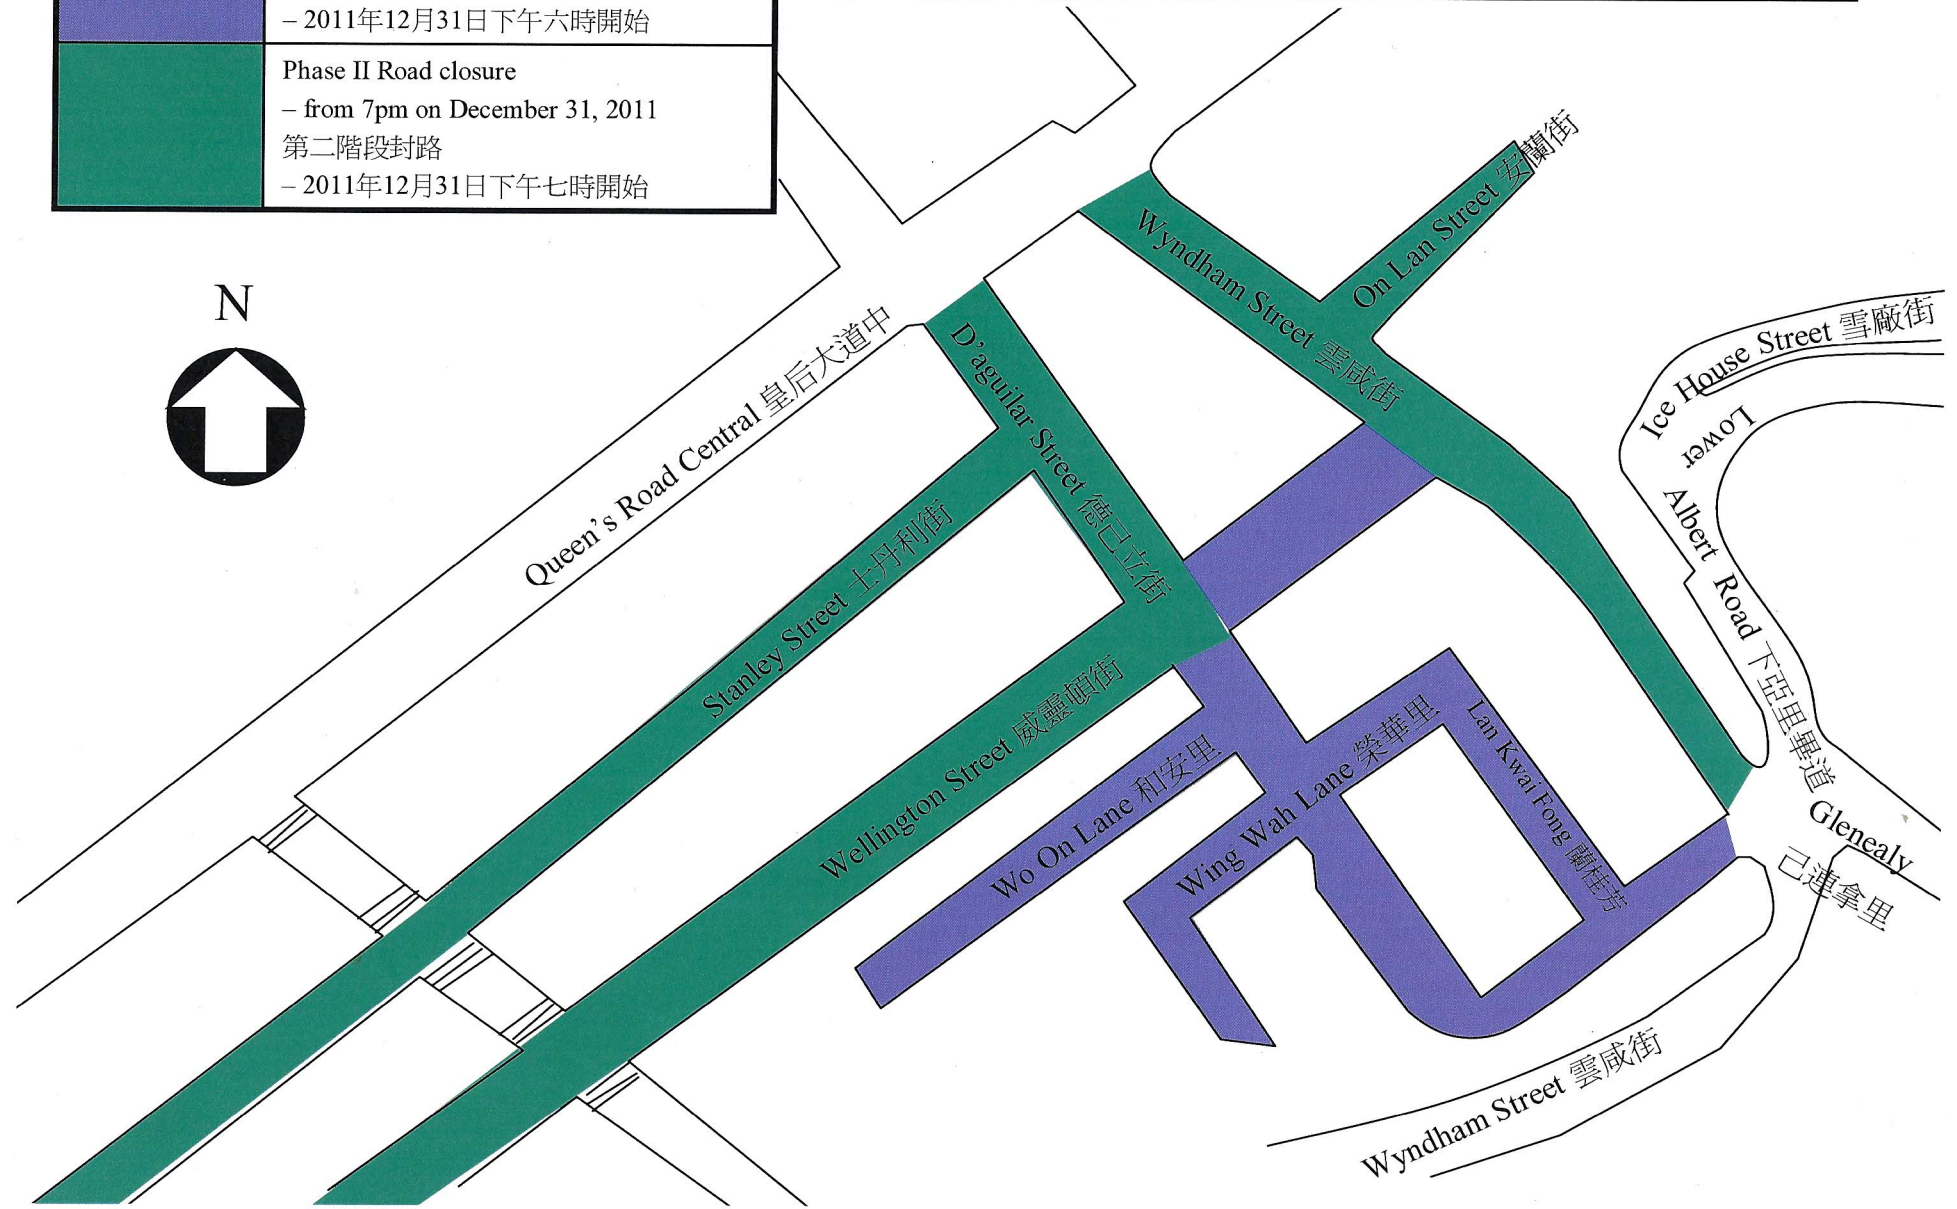 – 2011年12月31日下午六時開始
Phase II Road closure
– from 7pm on December 31, 2011
第二階段封路
– 2011年12月31日下午七時開始
N
Queen's Road Central 皇后大道中
Stanley Street 士丹利街
Wellington Street 威靈頓街
D'aguilar Street 德己立街
Wyndham Street 雲咸街
On Lan Street 安蘭街
Ice House Street 雪廠街
Lower
Albert Road 下亞里畢道
Glenealy
己連拿里
Wo On Lane 和安里
Wing Wah Lane 榮華里
Lan Kwai Fong 蘭桂芳
Wyndham Street 雲咸街